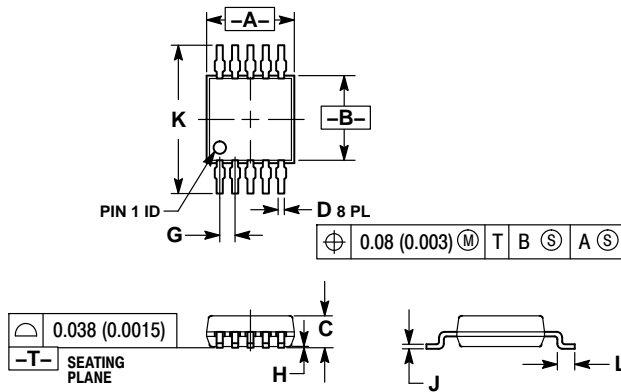 –A–
K
–B–
PIN 1 ID
G
D 8 PL
⌖ 0.08 (0.003) Ⓜ T B Ⓢ A Ⓢ
⌓ 0.038 (0.0015)
–T– SEATING
PLANE
C
H
J
L